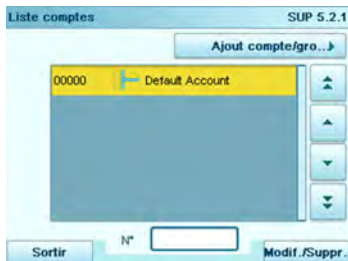 Liste comptes SUP 5.2.1
Ajout compte/gro...
00000 Default Account
N°
Sortir Modif./Suppr.